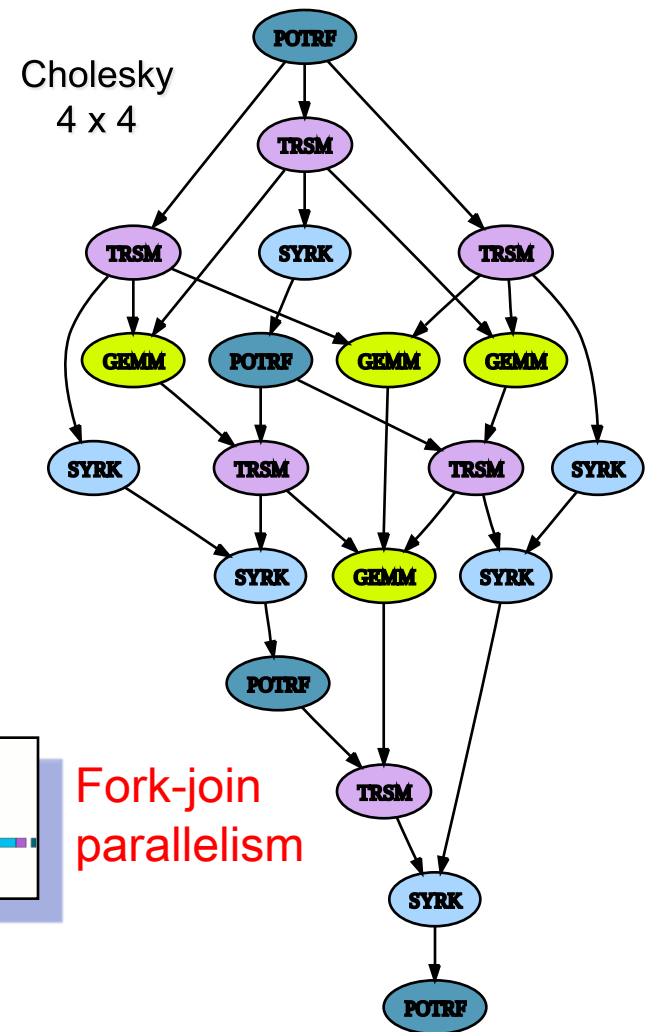 POTRF
Cholesky
4 x 4
TRSM
TRSM
SYRK
TRSM
GEMM
POTRF
GEMM
GEMM
SYRK
TRSM
TRSM
SYRK
SYRK
GEMM
SYRK
POTRF
Fork-join
parallelism
TRSM
SYRK
POTRF